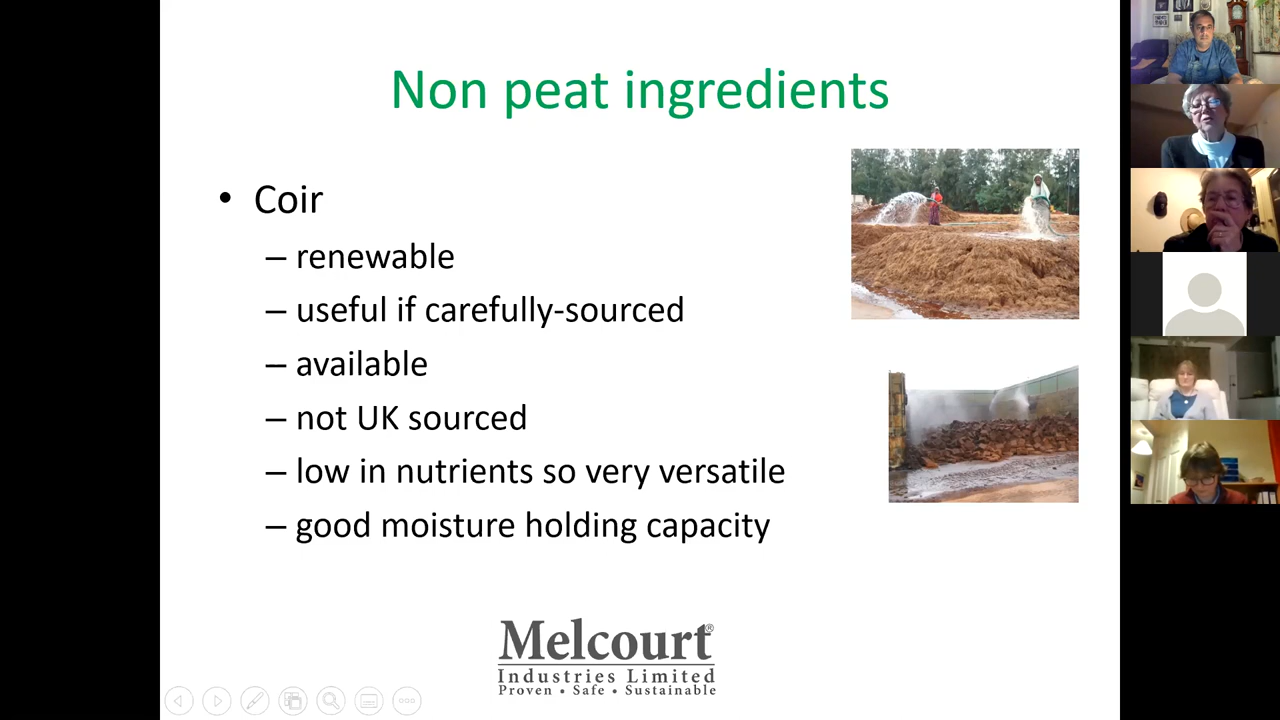 Non peat ingredients
• Coir
– renewable
– useful if carefully-sourced
– available
– not UK sourced
– low in nutrients so very versatile
– good moisture holding capacity
Melcourt®
Industries Limited
Proven • Safe • Sustainable